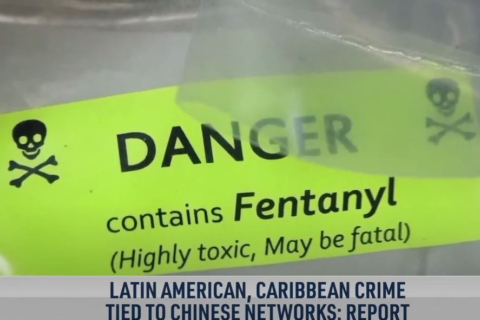 DANGER
contains Fentanyl
(Highly toxic, May be fatal)
LATIN AMERICAN, CARIBBEAN CRIME
TIED TO CHINESE NETWORKS: REPORT